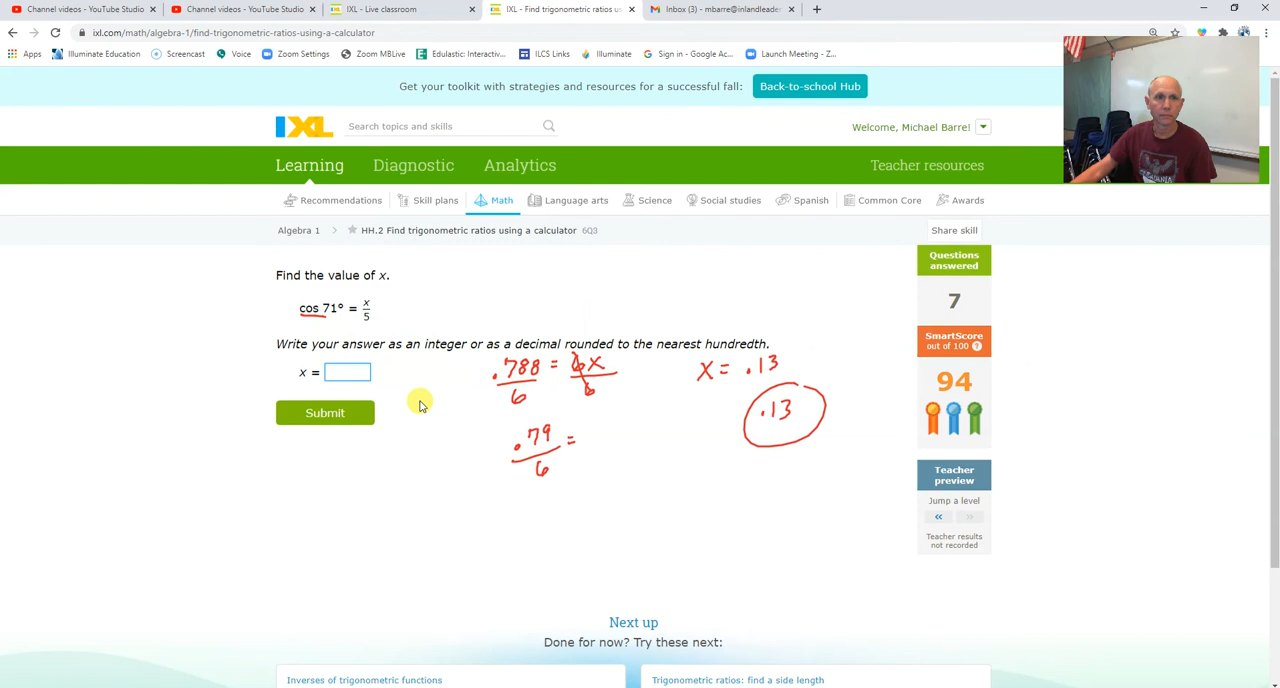 Channel videos - YouTube Studio
Channel videos - YouTube Studio
IXL - Live classroom
IXL - Find trigonometric ratios us
Inbox (3) - mbarre@inlandleade
ixl.com/math/algebra-1/find-trigonometric-ratios-using-a-calculator
Apps Illuminate Education Screencast Voice Zoom Settings Zoom MBLive Edulastic: Interactiv... ILCS Links Illuminate Sign in - Google Ac... Launch Meeting - Z...
Get your toolkit with strategies and resources for a successful fall: Back-to-school Hub
IXL Search topics and skills Welcome, Michael Barre!
Learning Diagnostic Analytics Teacher resources
Recommendations Skill plans Math Language arts Science Social studies Spanish Common Core Awards
Algebra 1 > HH.2 Find trigonometric ratios using a calculator 6Q3 Share skill
Find the value of x.
cos 71° = x/5
Write your answer as an integer or as a decimal rounded to the nearest hundredth.
x =
Submit
.788/6 = 6x/6
.79/6 =
x = .13
.13
Questions answered
7
SmartScore
out of 100 ?
94
Teacher preview
Jump a level
« »
Teacher results
not recorded
Next up
Done for now? Try these next:
Inverses of trigonometric functions
Trigonometric ratios: find a side length